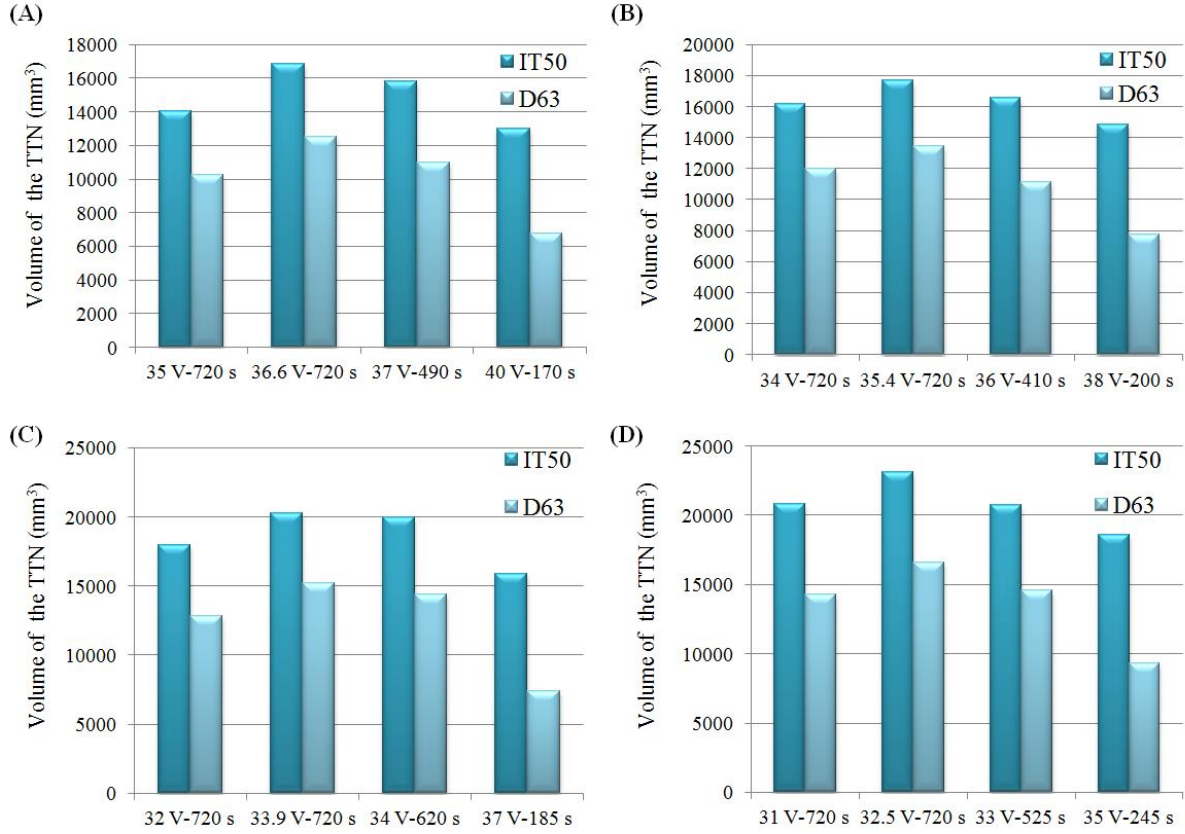 (A)
18000
16000
14000
12000
10000
8000
6000
4000
2000
0
Volume of the TTN (mm³)
IT50
D63
35 V-720 s 36.6 V-720 s 37 V-490 s 40 V-170 s
(B)
20000
18000
16000
14000
12000
10000
8000
6000
4000
2000
0
Volume of the TTN (mm³)
IT50
D63
34 V-720 s 35.4 V-720 s 36 V-410 s 38 V-200 s
(C)
25000
20000
15000
10000
5000
0
Volume of the TTN (mm³)
IT50
D63
32 V-720 s 33.9 V-720 s 34 V-620 s 37 V-185 s
(D)
25000
20000
15000
10000
5000
0
Volume of the TTN (mm³)
IT50
D63
31 V-720 s 32.5 V-720 s 33 V-525 s 35 V-245 s